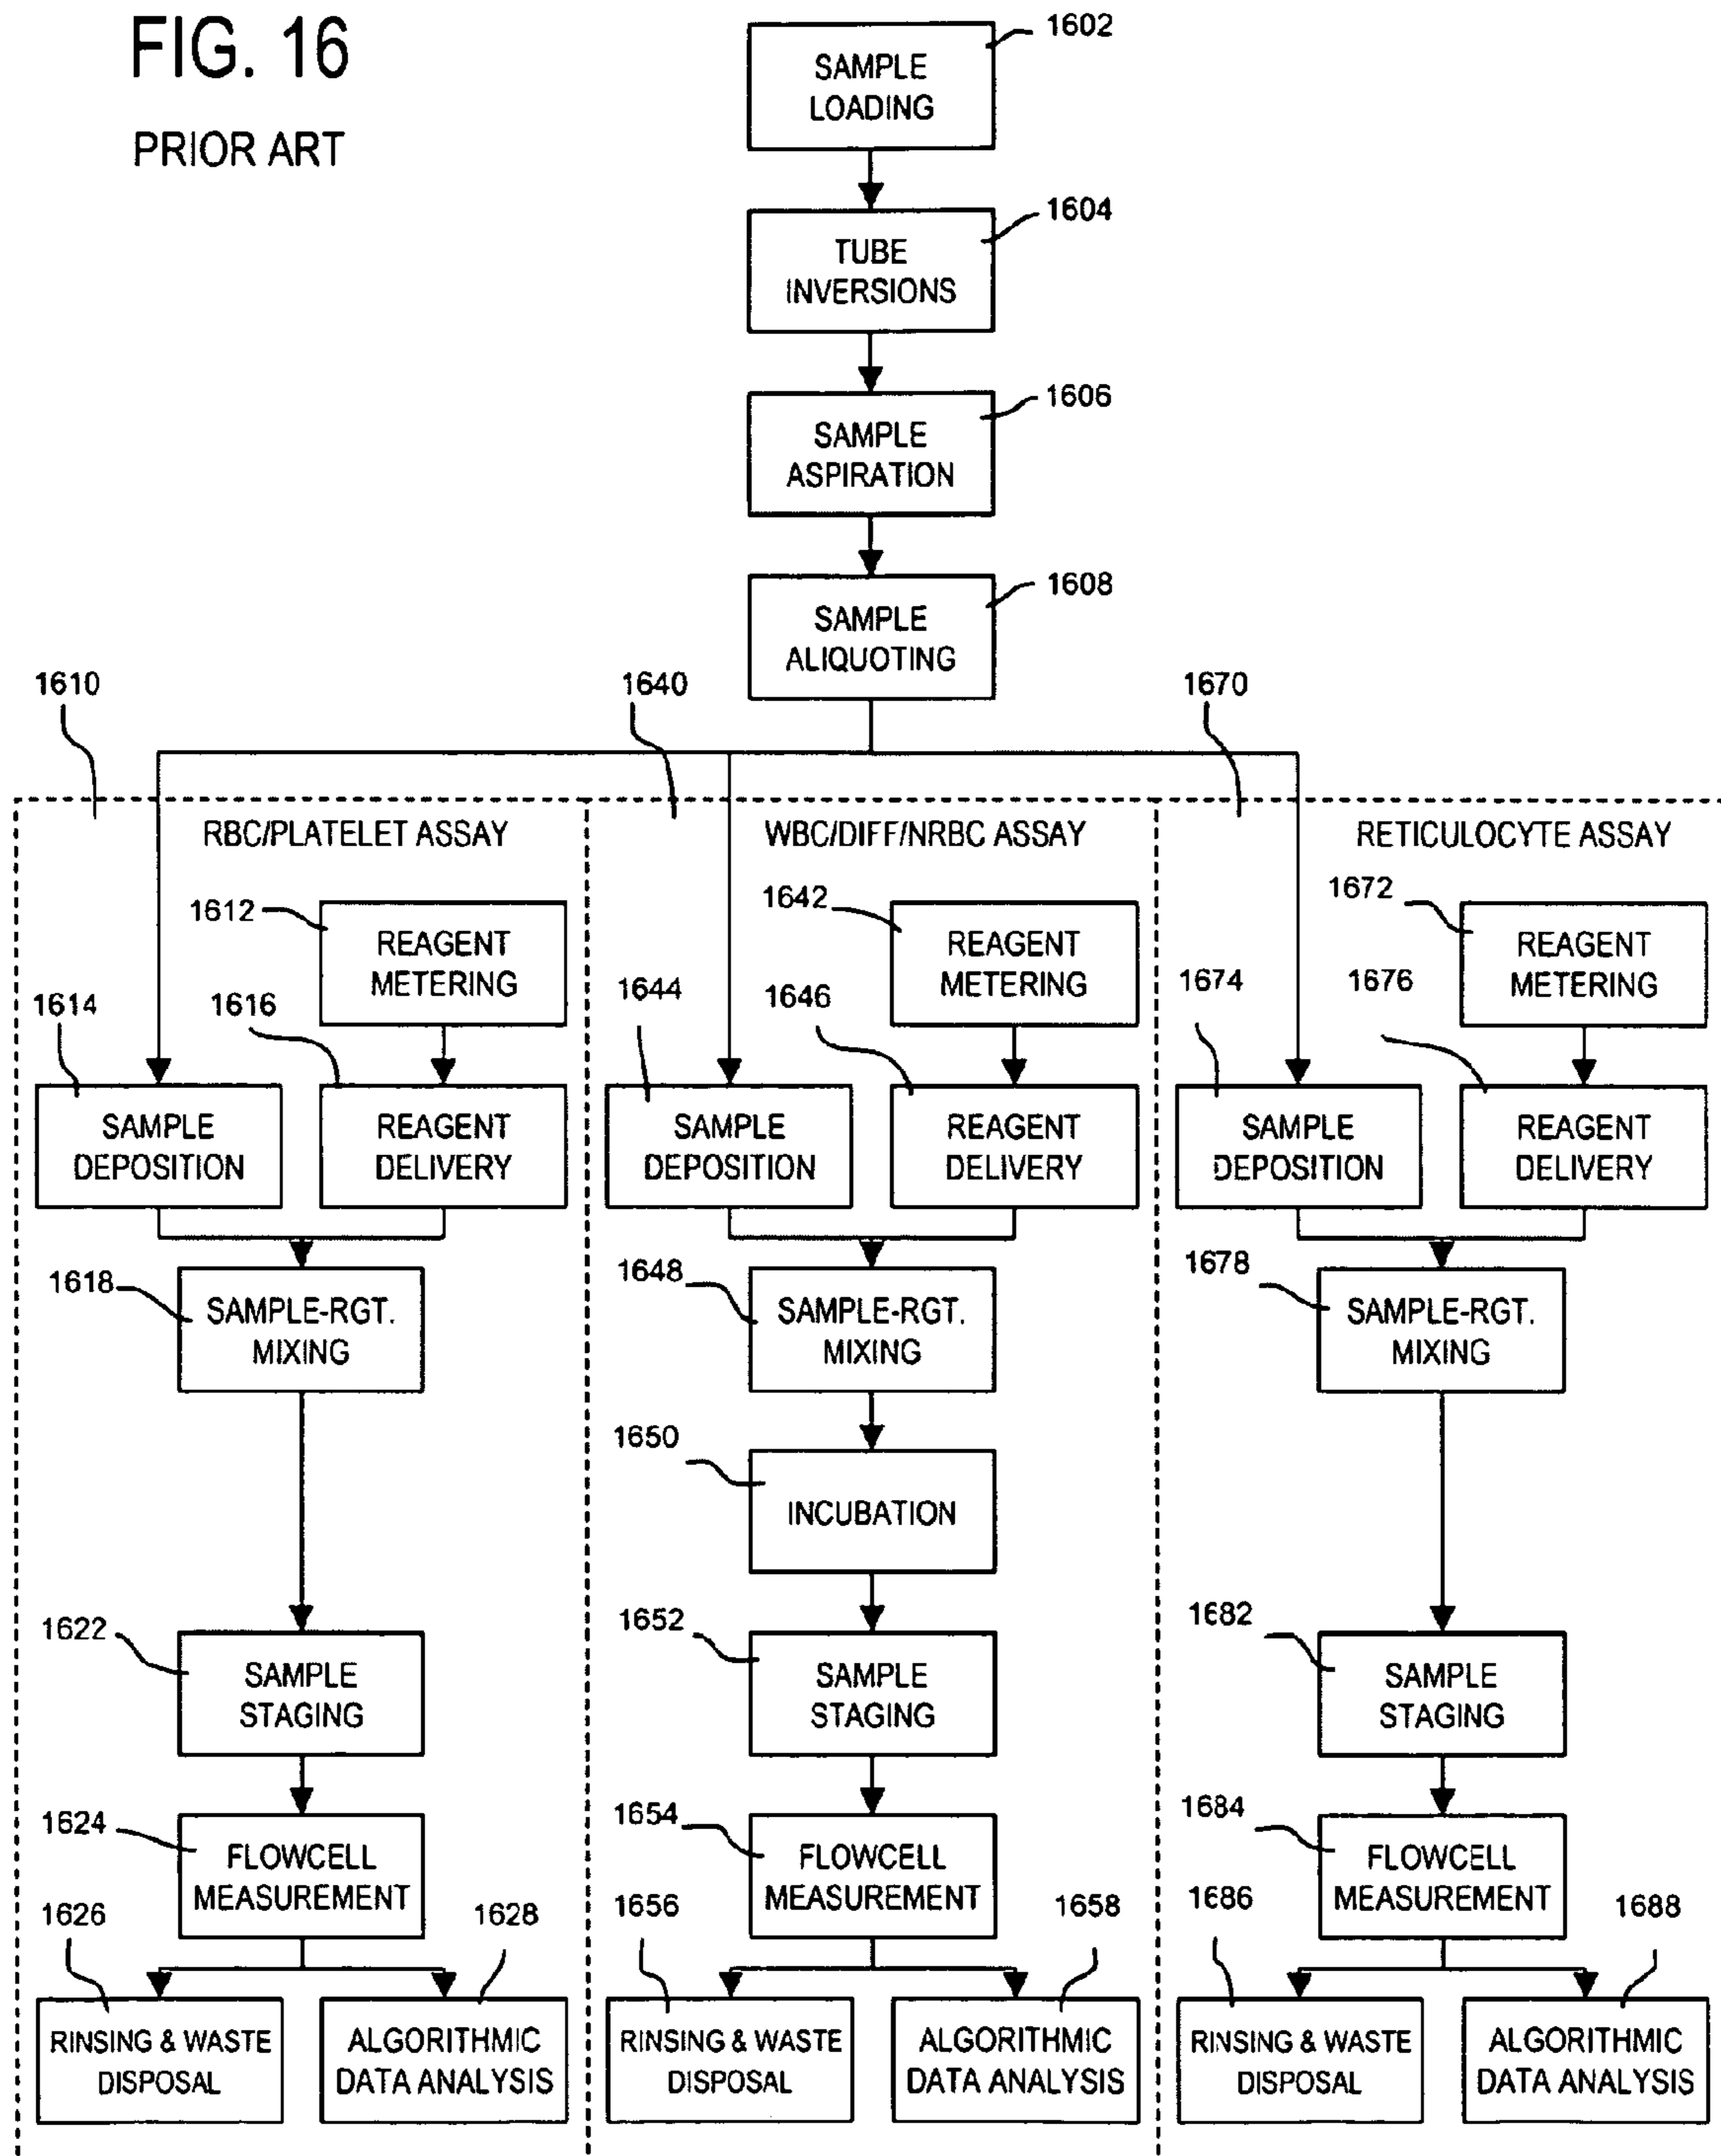 FIG. 16
PRIOR ART
1602
SAMPLE
LOADING
1604
TUBE
INVERSIONS
1606
SAMPLE
ASPIRATION
1608
SAMPLE
ALIQUOTING
1610
1640
1670
RBC/PLATELET ASSAY
WBC/DIFF/NRBC ASSAY
RETICULOCYTE ASSAY
1612
REAGENT
METERING
1642
REAGENT
METERING
1672
REAGENT
METERING
1614
1616
1644
1646
1674
1676
SAMPLE
DEPOSITION
REAGENT
DELIVERY
SAMPLE
DEPOSITION
REAGENT
DELIVERY
SAMPLE
DEPOSITION
REAGENT
DELIVERY
1618
SAMPLE-RGT.
MIXING
1648
SAMPLE-RGT.
MIXING
1678
SAMPLE-RGT.
MIXING
1650
INCUBATION
1622
SAMPLE
STAGING
1652
SAMPLE
STAGING
1682
SAMPLE
STAGING
1624
FLOWCELL
MEASUREMENT
1654
FLOWCELL
MEASUREMENT
1684
FLOWCELL
MEASUREMENT
1626
1628
1656
1658
1686
1688
RINSING & WASTE
DISPOSAL
ALGORITHMIC
DATA ANALYSIS
RINSING & WASTE
DISPOSAL
ALGORITHMIC
DATA ANALYSIS
RINSING & WASTE
DISPOSAL
ALGORITHMIC
DATA ANALYSIS